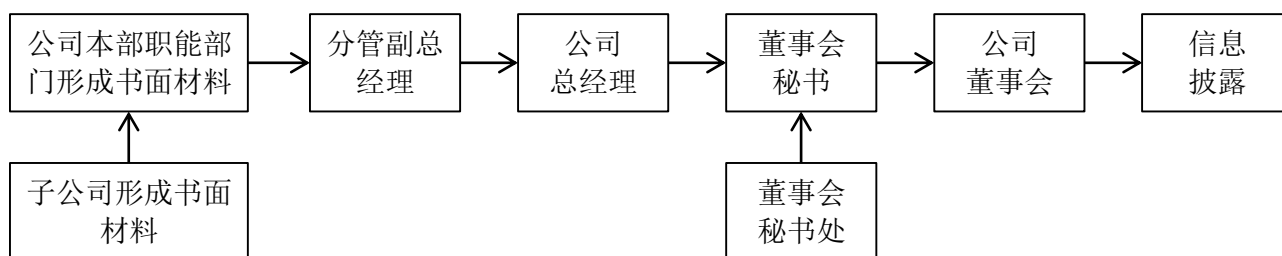 公司本部职能部
门形成书面材料
分管副总
经理
公司
总经理
董事会
秘书
公司
董事会
信息
披露
子公司形成书面
材料
董事会
秘书处